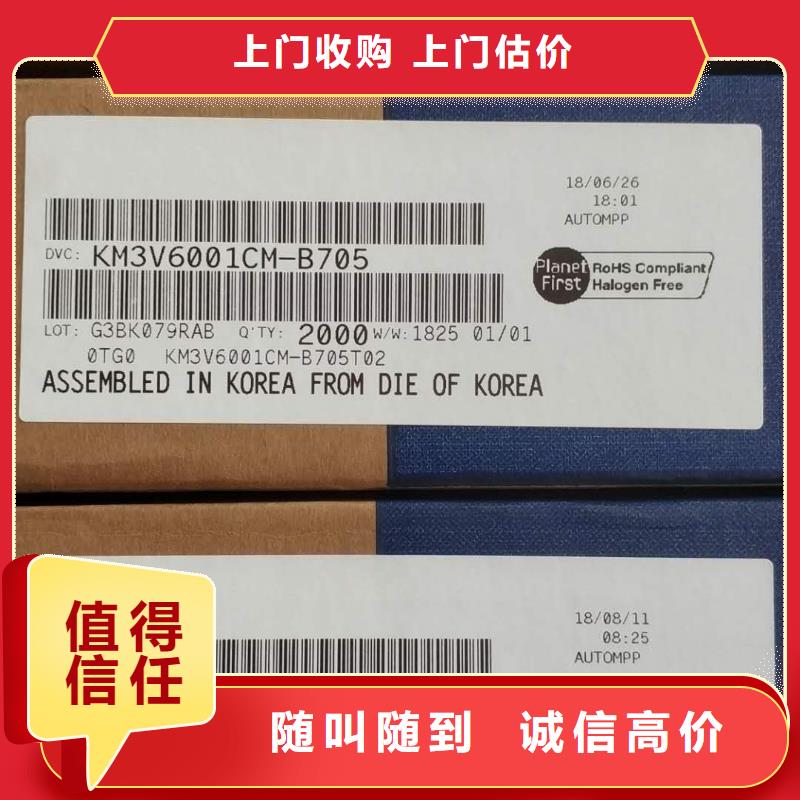 上门收购 上门估价
18/06/26
18:01
AUTOMPP
DVC: KM3V6001CM-B705
Planet First RoHS Compliant
Halogen Free
LOT: G3BK079RAB Q'TY: 2000 W/W: 1825 01/01
0TG0 KM3V6001CM-B705T02
ASSEMBLED IN KOREA FROM DIE OF KOREA
18/08/11
08:25
AUTOMPP
值得
信任
随叫随到 诚信高价